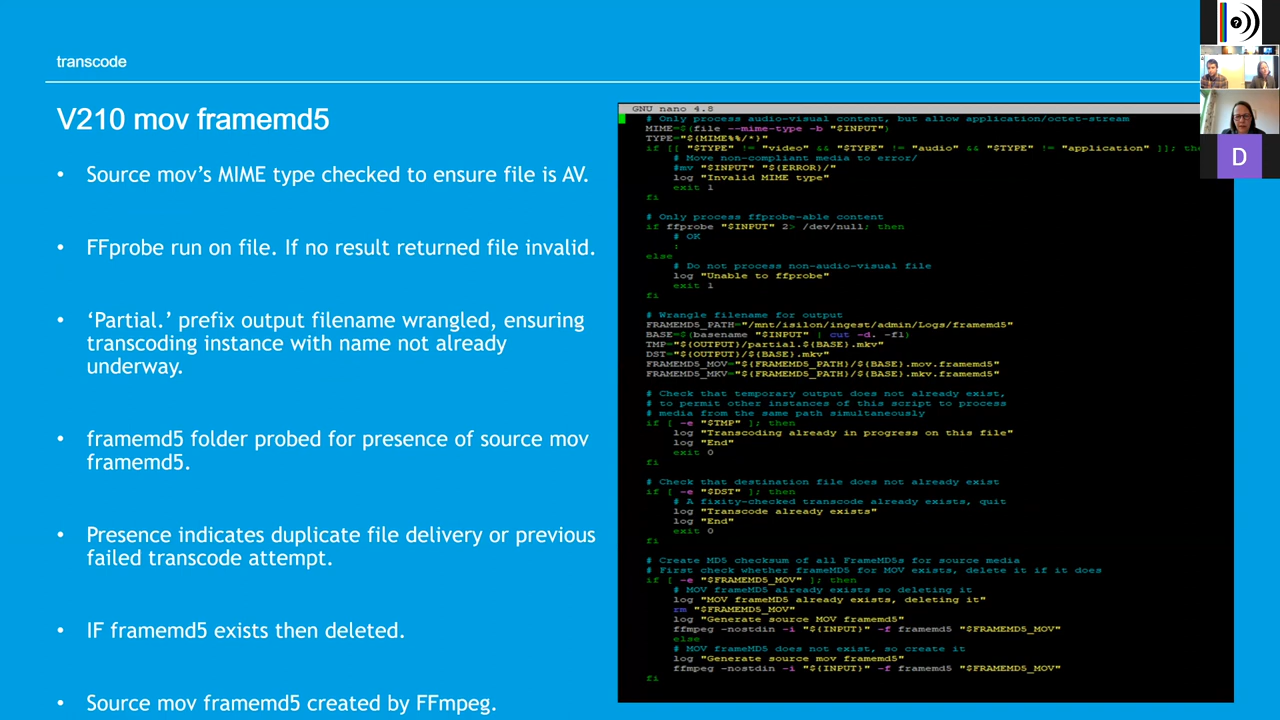 transcode
V210 mov framemd5
• Source mov’s MIME type checked to ensure file is AV.
• FFprobe run on file. If no result returned file invalid.
• ‘Partial.’ prefix output filename wrangled, ensuring
transcoding instance with name not already
underway.
• framemd5 folder probed for presence of source mov
framemd5.
• Presence indicates duplicate file delivery or previous
failed transcode attempt.
• IF framemd5 exists then deleted.
• Source mov framemd5 created by FFmpeg.
GNU nano 4.8
# Only process audio-visual content, but allow application/octet-stream
MIME=$(file --mime-type -b "$INPUT")
TYPE="${MIME%%/*}"
if [[ "$TYPE" != "video" && "$TYPE" != "audio" && "$TYPE" != "application" ]]; the
# Move non-compliant media to error/
#mv "$INPUT" "${ERROR}/"
log "Invalid MIME type"
exit 1
fi
# Only process ffprobe-able content
if ffprobe "$INPUT" 2> /dev/null; then
# OK
:
else
# Do not process non-audio-visual file
log "Unable to ffprobe"
exit 1
fi
# Wrangle filename for output
FRAMEMD5_PATH="/mnt/isilon/ingest/admin/Logs/framemd5"
BASE=$(basename "$INPUT" | cut -d. -f1)
TMP="${OUTPUT}/partial.${BASE}.mkv"
DST="${OUTPUT}/${BASE}.mkv"
FRAMEMD5_MOV="${FRAMEMD5_PATH}/${BASE}.mov.framemd5"
FRAMEMD5_MKV="${FRAMEMD5_PATH}/${BASE}.mkv.framemd5"
# Check that temporary output does not already exist,
# to permit other instances of this script to process
# media from the same path simultaneously
if [ -e "$TMP" ]; then
log "Transcoding already in progress on this file"
log "End"
exit 0
fi
# Check that destination file does not already exist
if [ -e "$DST" ]; then
# A fixity-checked transcode already exists, quit
log "Transcode already exists"
log "End"
exit 0
fi
# Create MD5 checksum of all FrameMD5s for source media
# First check whether frameMD5 for MOV exists, delete it if it does
if [ -e "$FRAMEMD5_MOV" ]; then
# MOV frameMD5 already exists so deleting it
log "MOV frameMD5 already exists, deleting it"
rm "$FRAMEMD5_MOV"
log "Generate source MOV framemd5"
ffmpeg -nostdin -i "${INPUT}" -f framemd5 "$FRAMEMD5_MOV"
else
# MOV frameMD5 does not exist, so create it
log "Generate source mov framemd5"
ffmpeg -nostdin -i "${INPUT}" -f framemd5 "$FRAMEMD5_MOV"
fi
?
D